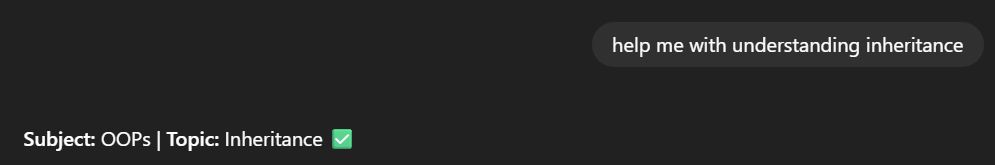 help me with understanding inheritance
Subject: OOPs | Topic: Inheritance ✅